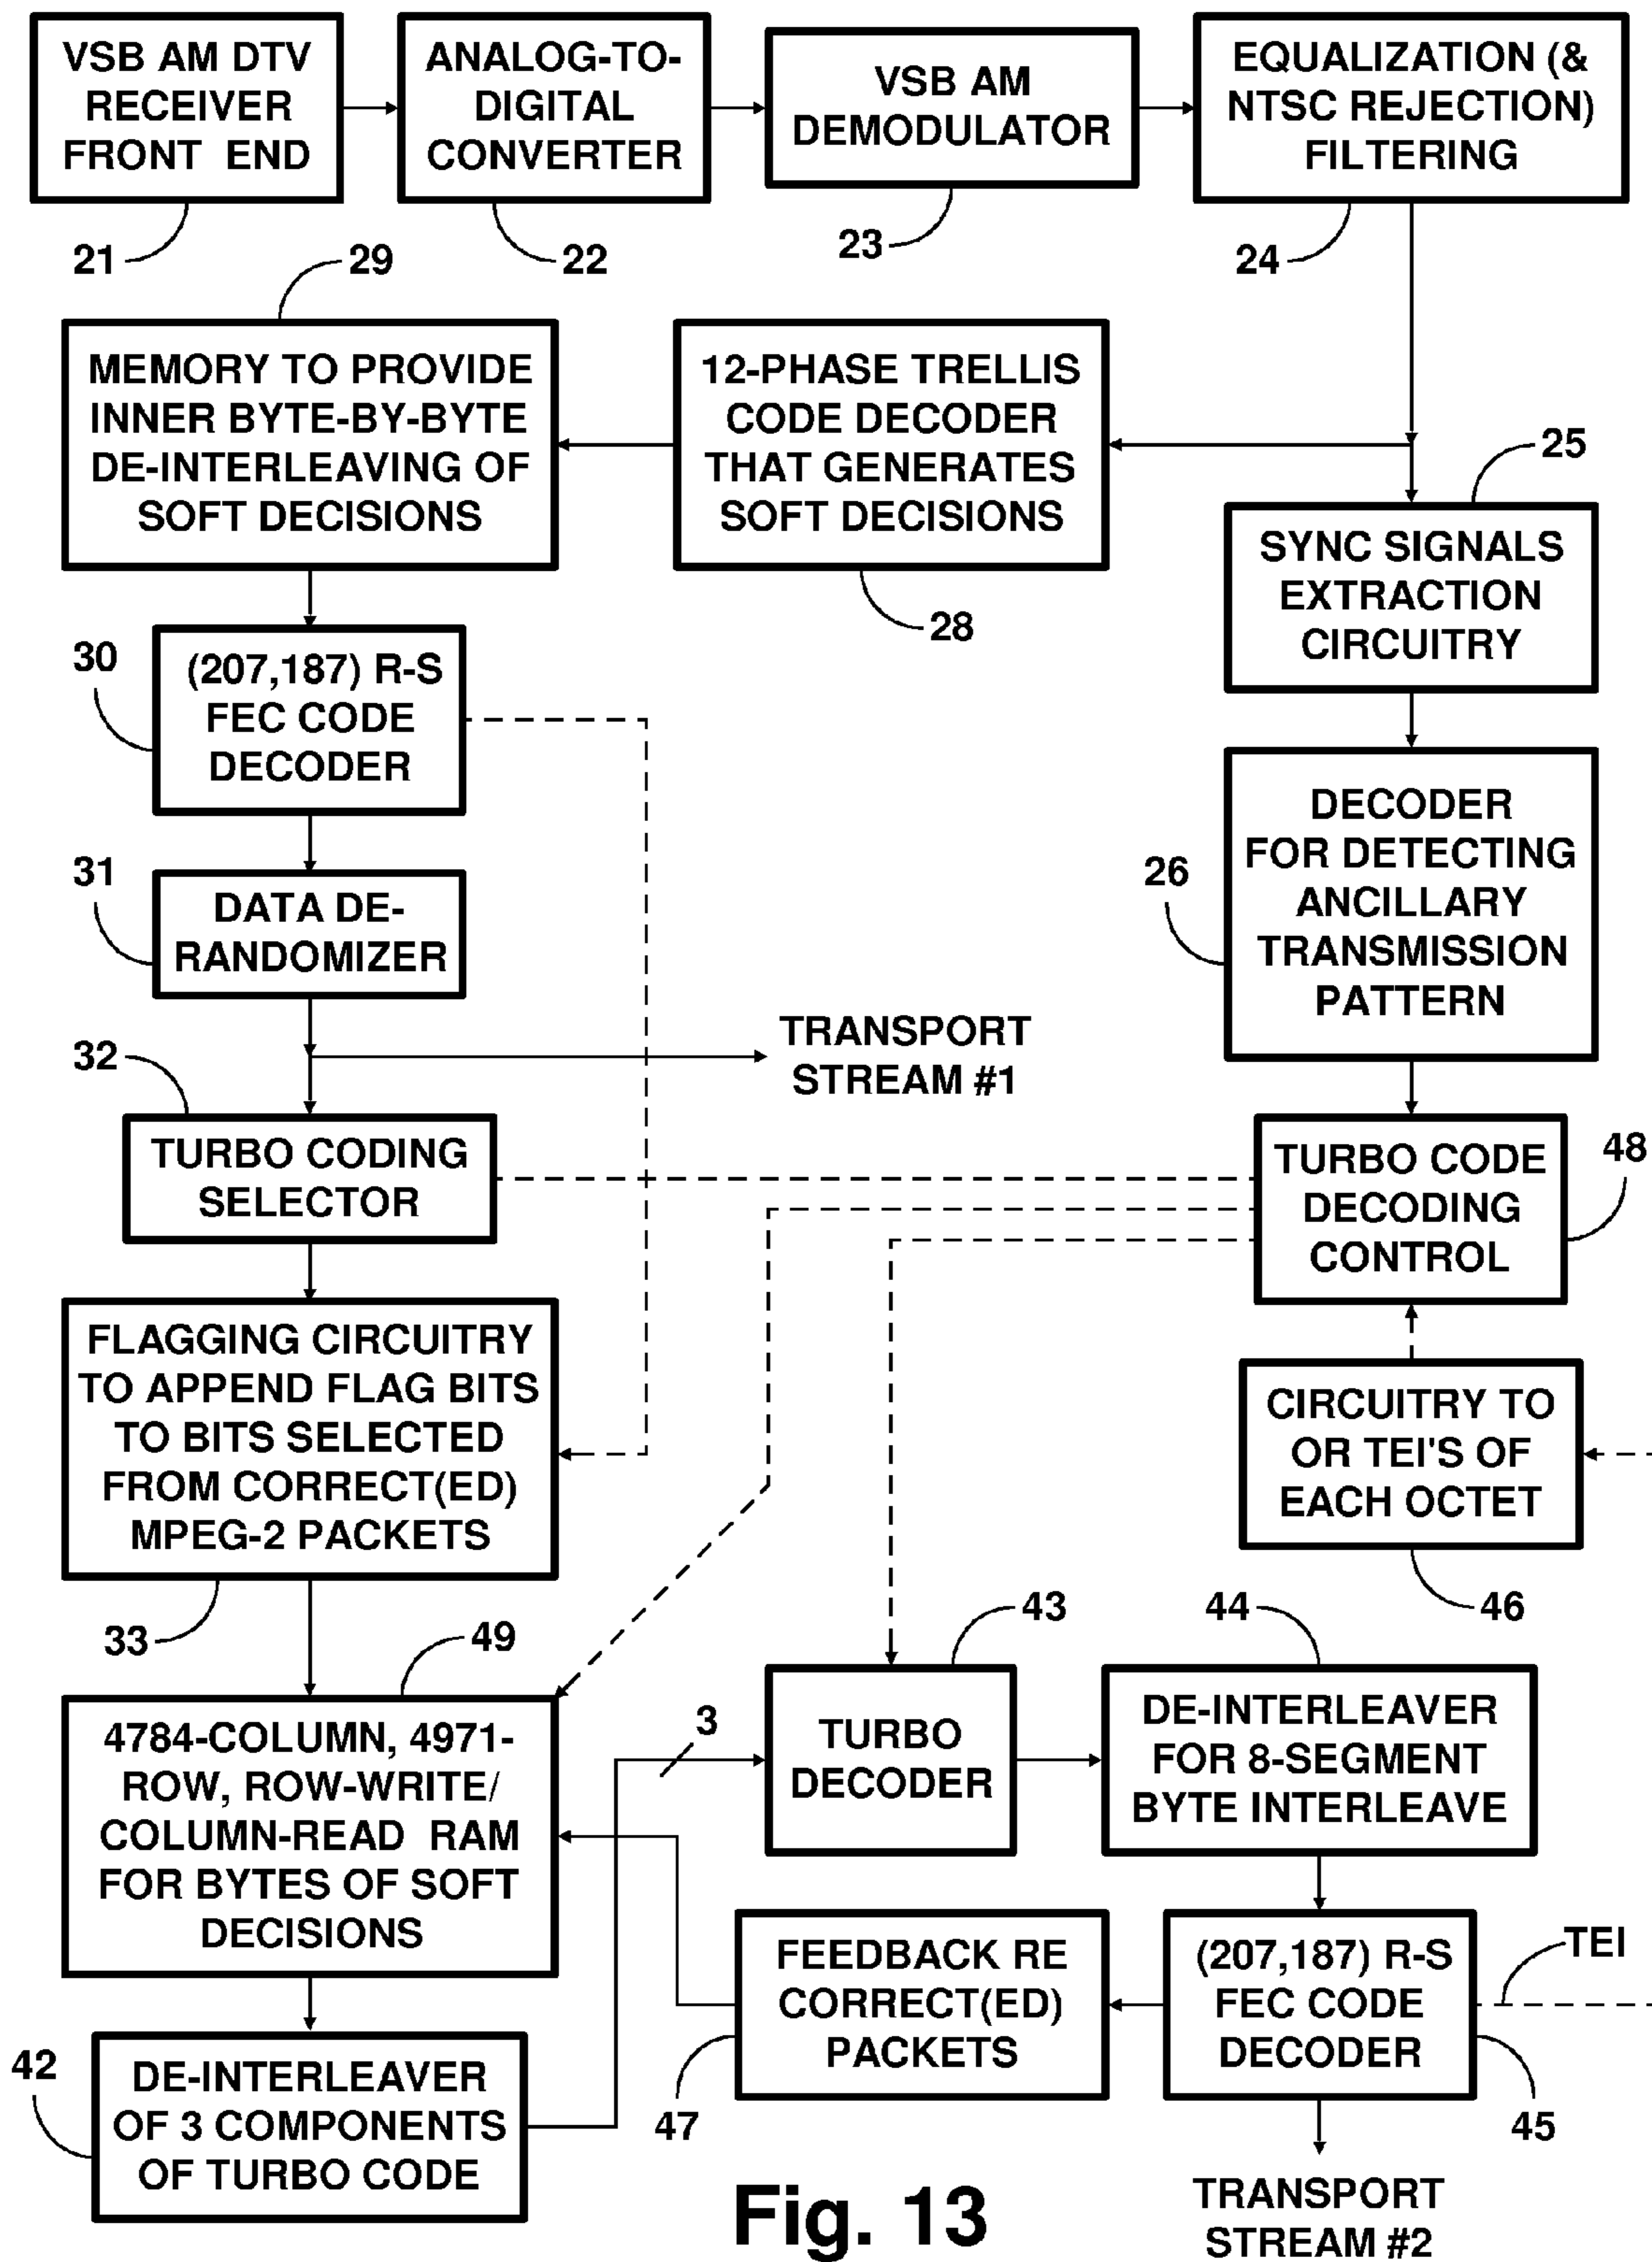 VSB AM DTV
RECEIVER
FRONT END
21
ANALOG-TO-
DIGITAL
CONVERTER
22
VSB AM
DEMODULATOR
23
EQUALIZATION (&
NTSC REJECTION)
FILTERING
24
29
MEMORY TO PROVIDE
INNER BYTE-BY-BYTE
DE-INTERLEAVING OF
SOFT DECISIONS
12-PHASE TRELLIS
CODE DECODER
THAT GENERATES
SOFT DECISIONS
28
25
SYNC SIGNALS
EXTRACTION
CIRCUITRY
30
(207,187) R-S
FEC CODE
DECODER
26
DECODER
FOR DETECTING
ANCILLARY
TRANSMISSION
PATTERN
31
DATA DE-
RANDOMIZER
TRANSPORT
STREAM #1
32
TURBO CODING
SELECTOR
TURBO CODE
DECODING
CONTROL
48
FLAGGING CIRCUITRY
TO APPEND FLAG BITS
TO BITS SELECTED
FROM CORRECT(ED)
MPEG-2 PACKETS
33
CIRCUITRY TO
OR TEI'S OF
EACH OCTET
46
49
4784-COLUMN, 4971-
ROW, ROW-WRITE/
COLUMN-READ RAM
FOR BYTES OF SOFT
DECISIONS
3
43
TURBO
DECODER
44
DE-INTERLEAVER
FOR 8-SEGMENT
BYTE INTERLEAVE
42
DE-INTERLEAVER
OF 3 COMPONENTS
OF TURBO CODE
FEEDBACK RE
CORRECT(ED)
PACKETS
47
(207,187) R-S
FEC CODE
DECODER
45
TEI
TRANSPORT
STREAM #2
Fig. 13